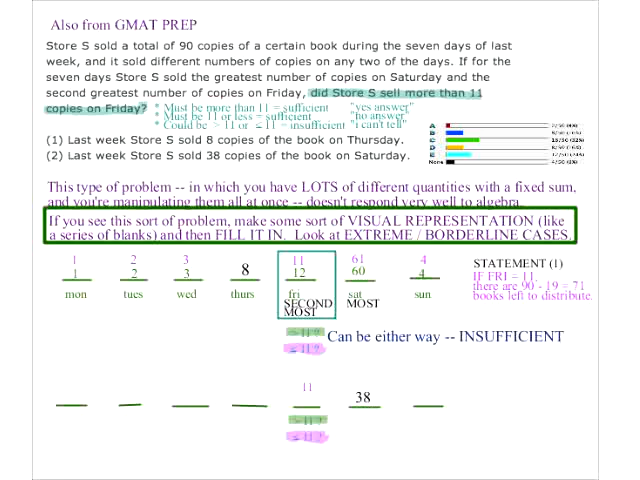 Also from GMAT PREP
Store S sold a total of 90 copies of a certain book during the seven days of last
week, and it sold different numbers of copies on any two of the days. If for the
seven days Store S sold the greatest number of copies on Saturday and the
second greatest number of copies on Friday, did Store S sell more than 11
copies on Friday?
* Must be more than 11 = sufficient "yes answer"
* Must be 11 or less = sufficient "no answer"
* Could be > 11 or ≤ 11 = insufficient "i can't tell"
(1) Last week Store S sold 8 copies of the book on Thursday.
(2) Last week Store S sold 38 copies of the book on Saturday.
A
B
C
D
E
None
This type of problem -- in which you have LOTS of different quantities with a fixed sum,
and you're manipulating them all at once -- doesn't respond very well to algebra.
If you see this sort of problem, make some sort of VISUAL REPRESENTATION (like
a series of blanks) and then FILL IT IN. Look at EXTREME / BORDERLINE CASES.
1 2 3 11 61 4
1 2 3 8 12 60 4
mon tues wed thurs fri sat sun
SECOND MOST
MOST
STATEMENT (1)
IF FRI = 11,
there are 90 - 19 = 71
books left to distribute.
> 11 ?
≤ 11 ?
Can be either way -- INSUFFICIENT
11
38
> 11 ?
≤ 11 ?